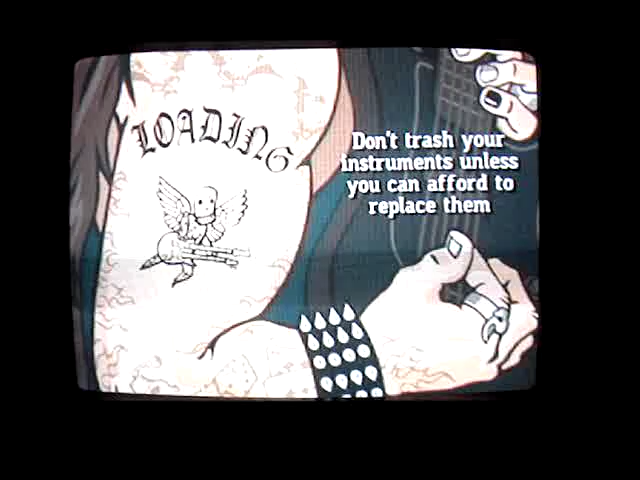 LOADING
Don't trash your
instruments unless
you can afford to
replace them